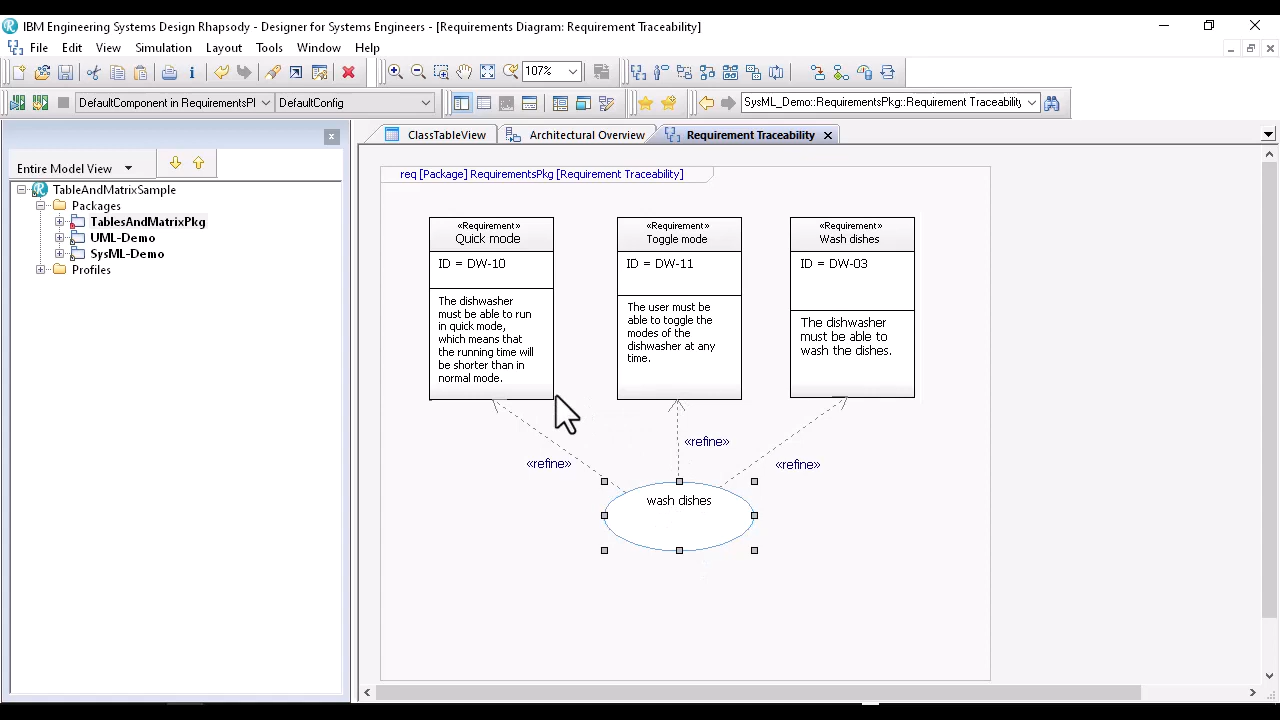 IBM Engineering Systems Design Rhapsody - Designer for Systems Engineers - [Requirements Diagram: Requirement Traceability]
File Edit View Simulation Layout Tools Window Help
107%
DefaultComponent in RequirementsPl DefaultConfig SysML_Demo::RequirementsPkg::Requirement Traceability
ClassTableView Architectural Overview Requirement Traceability
Entire Model View
TableAndMatrixSample
Packages
TablesAndMatrixPkg
UML-Demo
SysML-Demo
Profiles
req [Package] RequirementsPkg [Requirement Traceability]
«Requirement»
Quick mode
ID = DW-10
The dishwasher
must be able to run
in quick mode,
which means that
the running time will
be shorter than in
normal mode.
«Requirement»
Toggle mode
ID = DW-11
The user must be
able to toggle the
modes of the
dishwasher at any
time.
«Requirement»
Wash dishes
ID = DW-03
The dishwasher
must be able to
wash the dishes.
«refine»
«refine»
«refine»
wash dishes